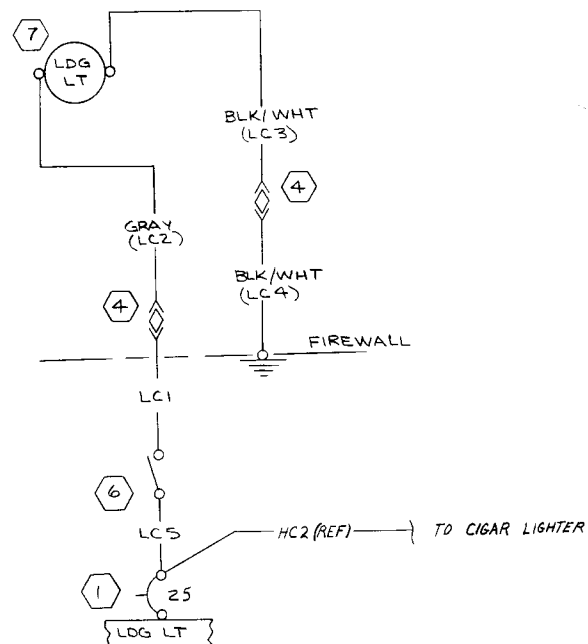 7
LDG
LT
BLK/WHT
(LC3)
4
GRAY
(LC2)
BLK/WHT
(LC4)
4
FIREWALL
LC1
6
LC5
HC2 (REF)
TO CIGAR LIGHTER
1
25
LDG LT